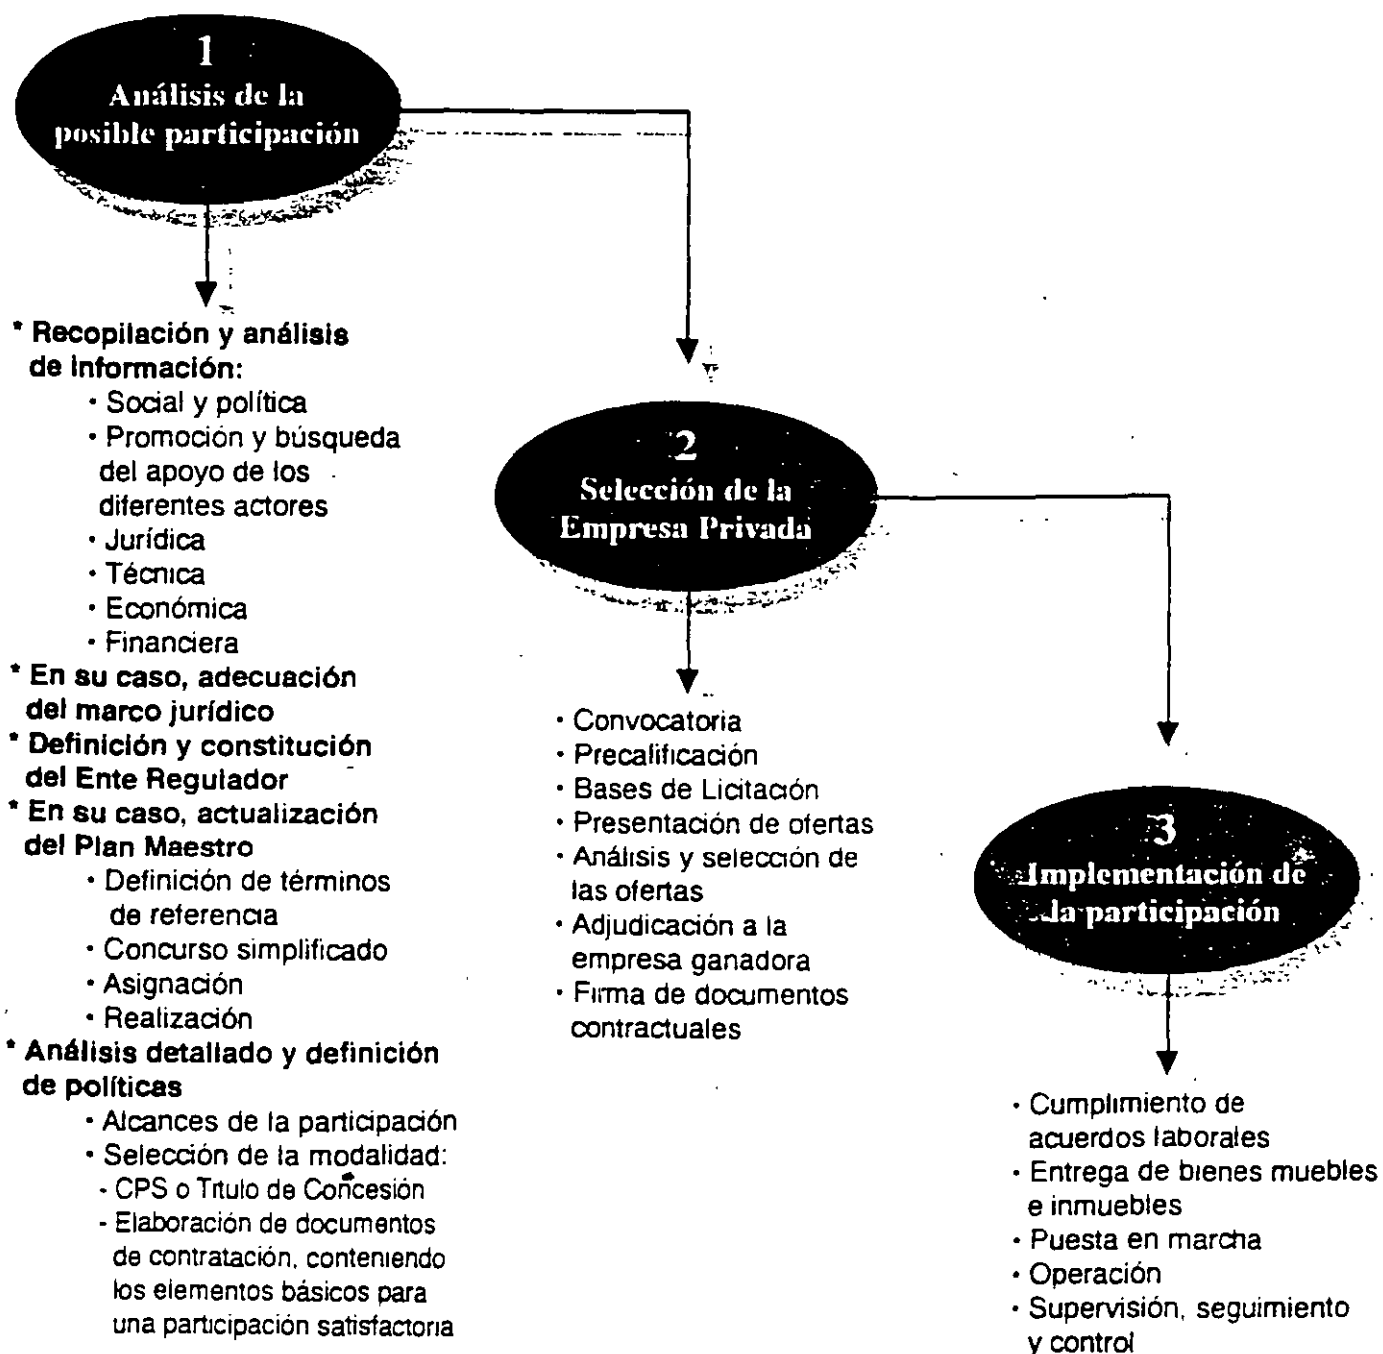 1
Análisis de la
posible participación
* Recopilación y análisis
de información:
· Social y política
· Promoción y búsqueda
del apoyo de los
diferentes actores
· Jurídica
· Técnica
· Económica
· Financiera
* En su caso, adecuación
del marco jurídico
* Definición y constitución
del Ente Regulador
* En su caso, actualización
del Plan Maestro
· Definición de términos
de referencia
· Concurso simplificado
· Asignación
· Realización
* Análisis detallado y definición
de políticas
· Alcances de la participación
· Selección de la modalidad:
- CPS o Título de Concesión
- Elaboración de documentos
de contratación, conteniendo
los elementos básicos para
una participación satisfactoria
2
Selección de la
Empresa Privada
· Convocatoria
· Precalificación
· Bases de Licitación
· Presentación de ofertas
· Análisis y selección de
las ofertas
· Adjudicación a la
empresa ganadora
· Firma de documentos
contractuales
3
Implementación de
la participación
· Cumplimiento de
acuerdos laborales
· Entrega de bienes muebles
e inmuebles
· Puesta en marcha
· Operación
· Supervisión, seguimiento
y control